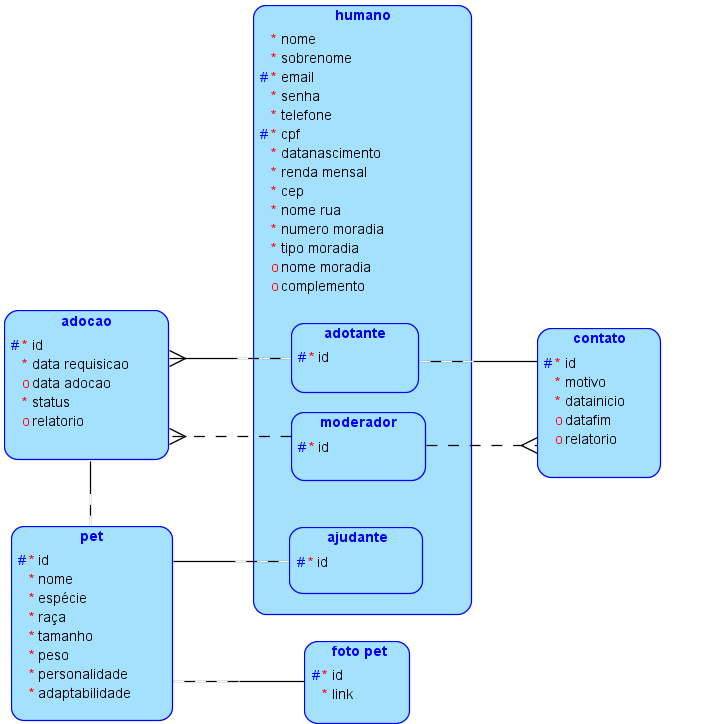 humano
* nome
* sobrenome
#* email
* senha
* telefone
#* cpf
* datanascimento
* renda mensal
* cep
* nome rua
* numero moradia
* tipo moradia
o nome moradia
o complemento
adocao
#* id
* data requisicao
o data adocao
* status
o relatorio
adotante
#* id
contato
#* id
* motivo
* datainicio
o datafim
o relatorio
moderador
#* id
pet
#* id
* nome
* espécie
* raça
* tamanho
* peso
* personalidade
* adaptabilidade
ajudante
#* id
foto pet
#* id
* link